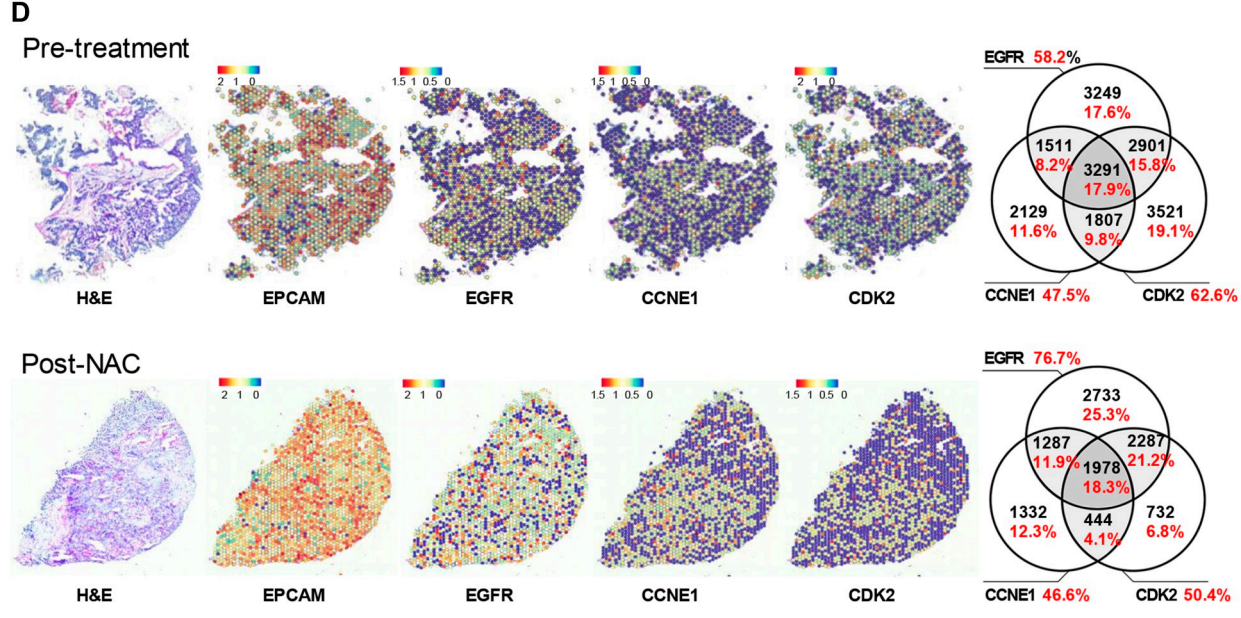 D
Pre-treatment
2 1 0
1.5 1 0.5 0
1.5 1 0.5 0
2 1 0
H&E
EPCAM
EGFR
CCNE1
CDK2
EGFR 58.2%
3249
17.6%
1511
8.2%
2901
15.8%
3291
17.9%
2129
11.6%
1807
9.8%
3521
19.1%
CCNE1 47.5%
CDK2 62.6%
Post-NAC
2 1 0
2 1 0
1.5 1 0.5 0
1.5 1 0.5 0
H&E
EPCAM
EGFR
CCNE1
CDK2
EGFR 76.7%
2733
25.3%
1287
11.9%
2287
21.2%
1978
18.3%
1332
12.3%
444
4.1%
732
6.8%
CCNE1 46.6%
CDK2 50.4%